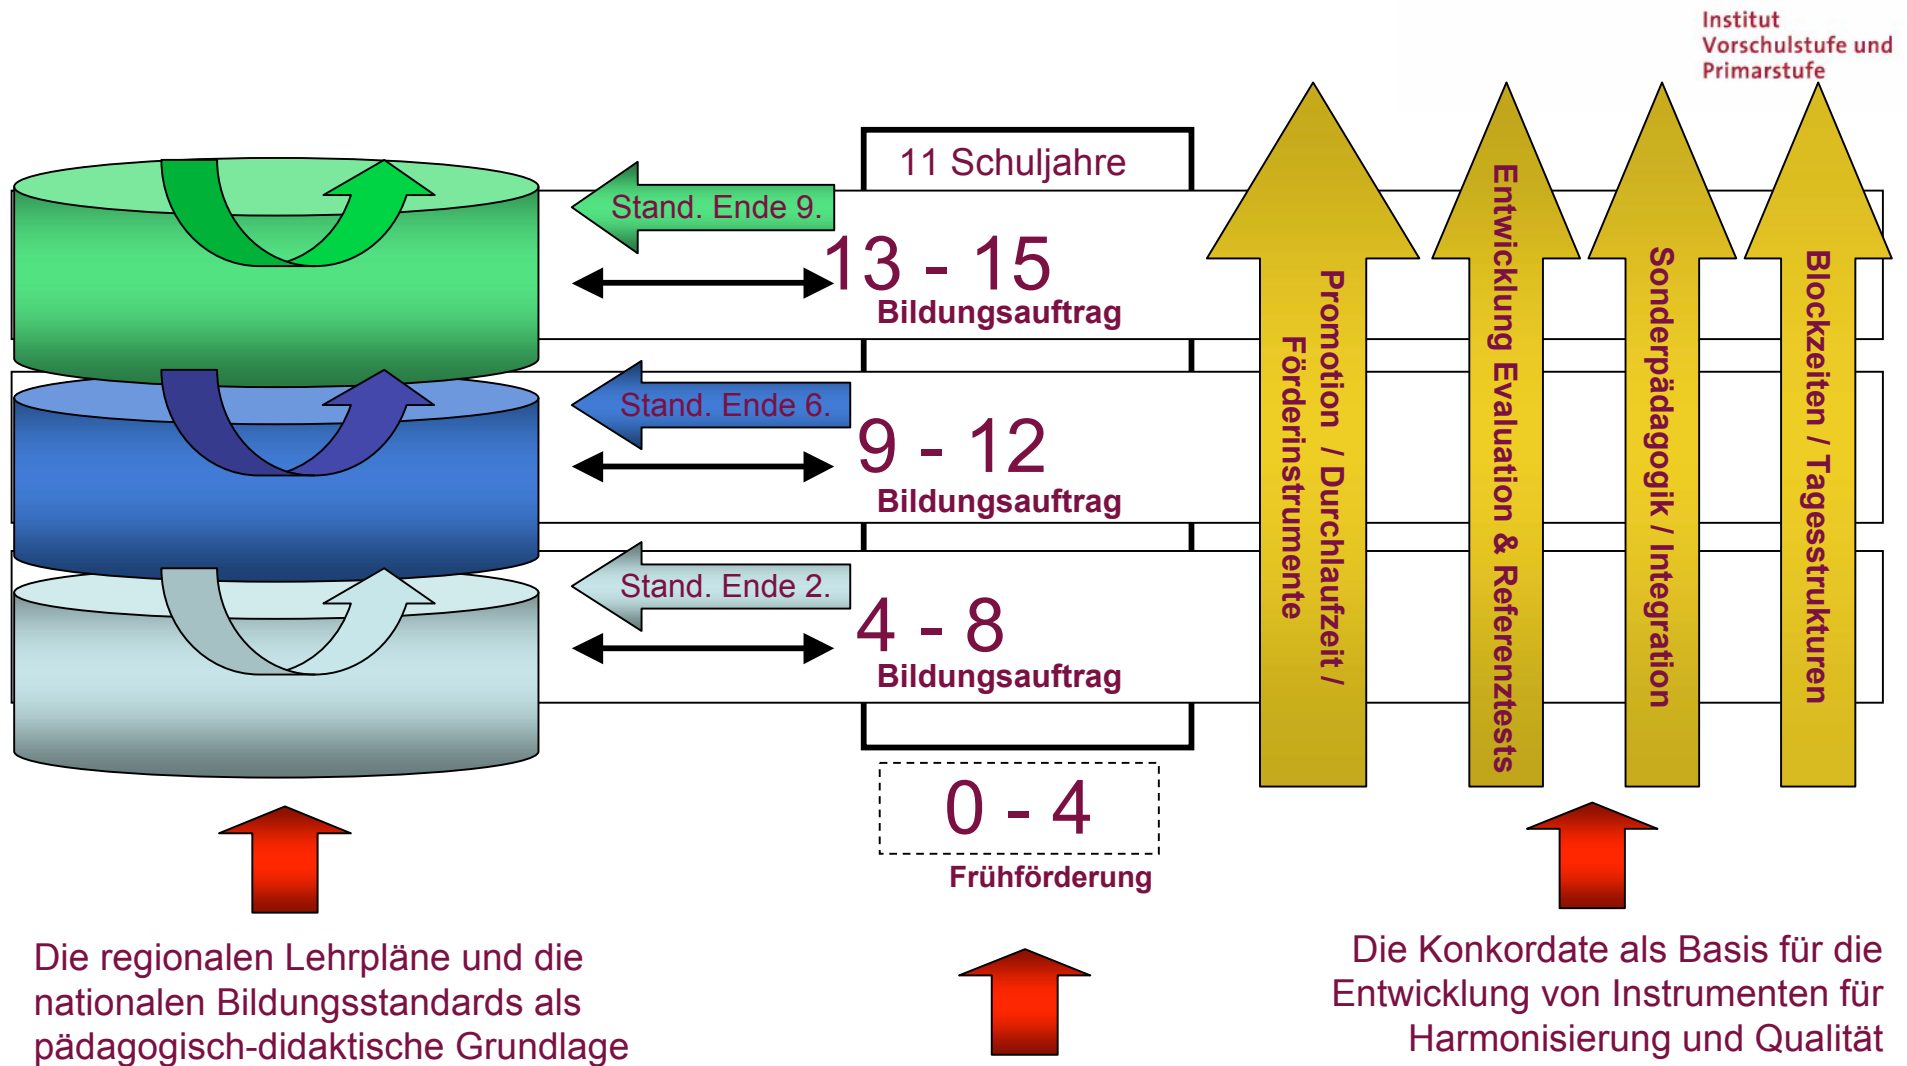 Institut
Vorschulstufe und
Primarstufe
11 Schuljahre
Stand. Ende 9.
13 - 15
Bildungsauftrag
Stand. Ende 6.
9 - 12
Bildungsauftrag
Stand. Ende 2.
4 - 8
Bildungsauftrag
0 - 4
Frühförderung
Promotion / Durchlaufzeit /
Förderinstrumente
Entwicklung Evaluation & Referenztests
Sonderpädagogik / Integration
Blockzeiten / Tagesstrukturen
Die regionalen Lehrpläne und die
nationalen Bildungsstandards als
pädagogisch-didaktische Grundlage
Die Konkordate als Basis für die
Entwicklung von Instrumenten für
Harmonisierung und Qualität